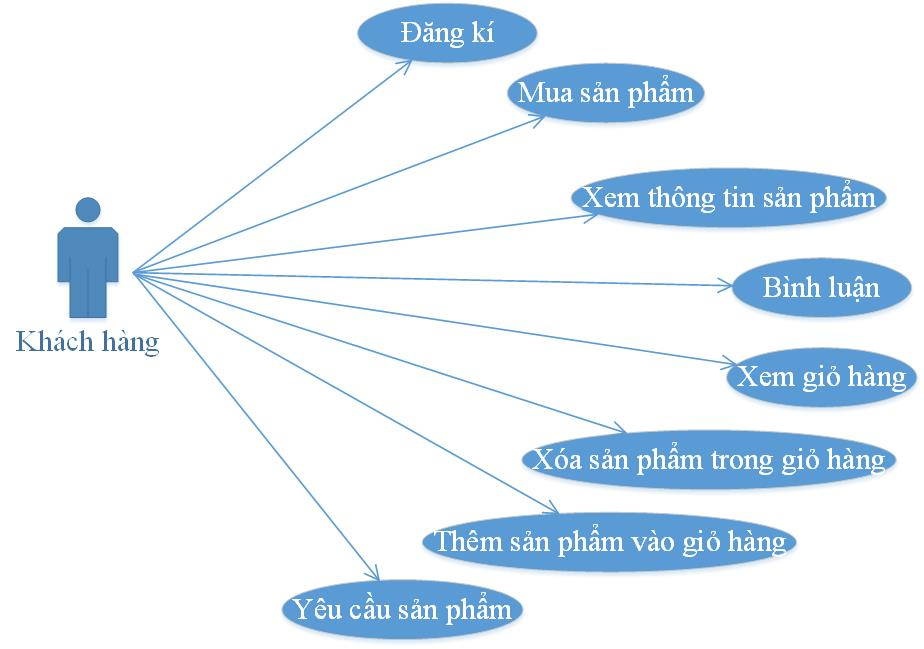 Đăng kí
Mua sản phẩm
Xem thông tin sản phẩm
Bình luận
Khách hàng
Xem giỏ hàng
Xóa sản phẩm trong giỏ hàng
Thêm sản phẩm vào giỏ hàng
Yêu cầu sản phẩm